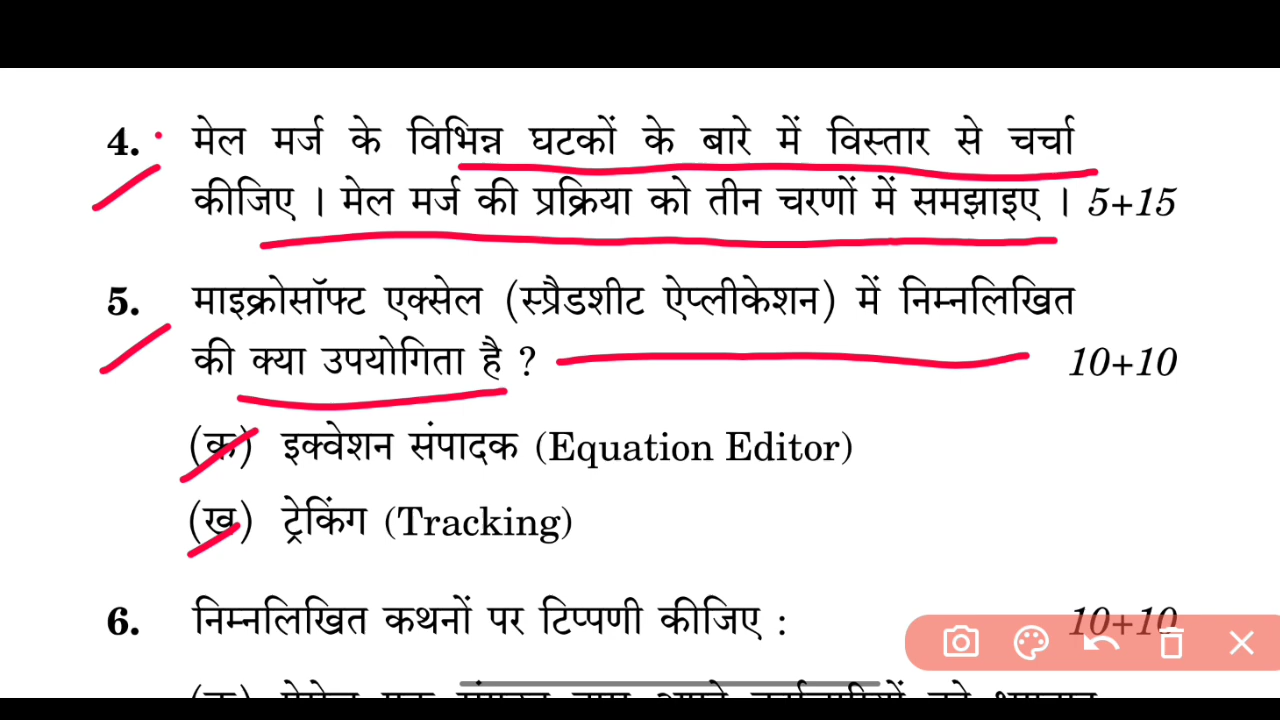 4. मेल मर्ज के विभिन्न घटकों के बारे में विस्तार से चर्चा
कीजिए । मेल मर्ज की प्रक्रिया को तीन चरणों में समझाइए । 5+15
5. माइक्रोसॉफ्ट एक्सेल (स्प्रैडशीट ऐप्लीकेशन) में निम्नलिखित
की क्या उपयोगिता है ? 10+10
(क) इक्वेशन संपादक (Equation Editor)
(ख) ट्रेकिंग (Tracking)
6. निम्नलिखित कथनों पर टिप्पणी कीजिए : 10+10